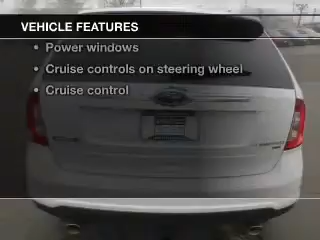 VEHICLE FEATURES
• Power windows
• Cruise controls on steering wheel
• Cruise control